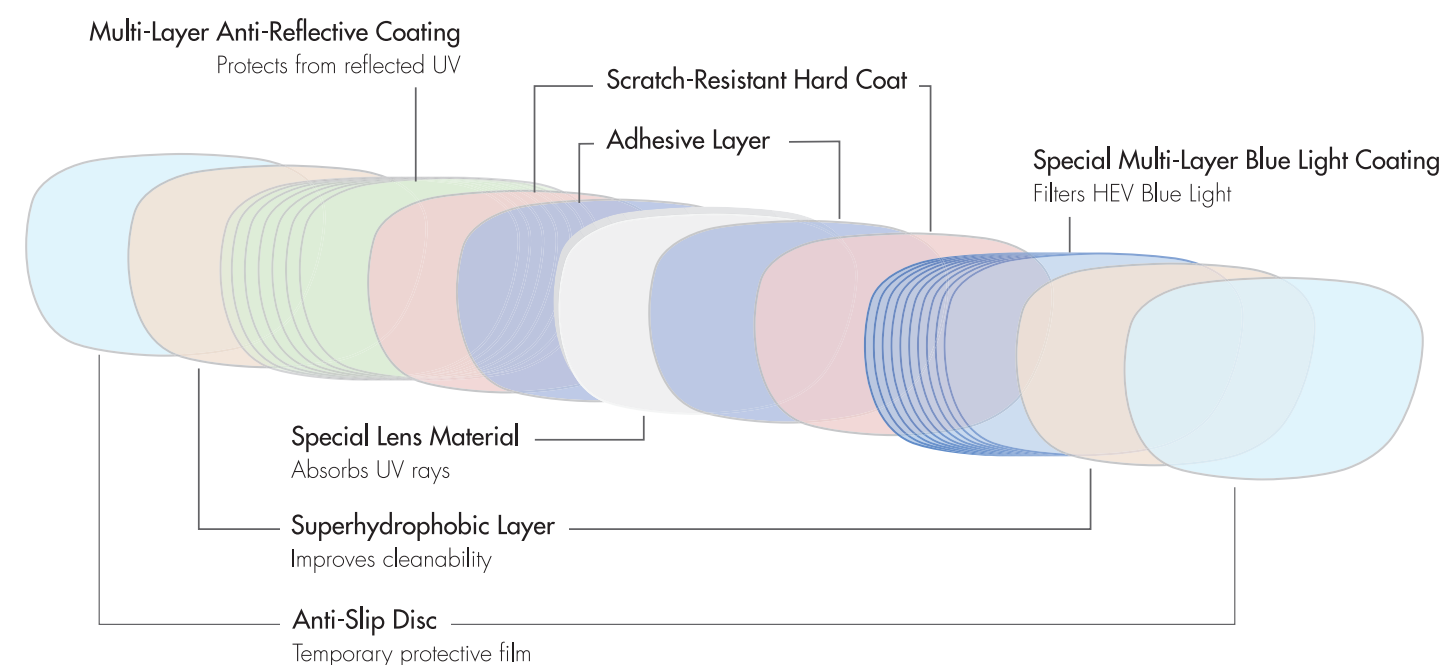 Multi-Layer Anti-Reflective Coating
Protects from reflected UV
Scratch-Resistant Hard Coat
Adhesive Layer
Special Multi-Layer Blue Light Coating
Filters HEV Blue Light
Special Lens Material
Absorbs UV rays
Superhydrophobic Layer
Improves cleanability
Anti-Slip Disc
Temporary protective film